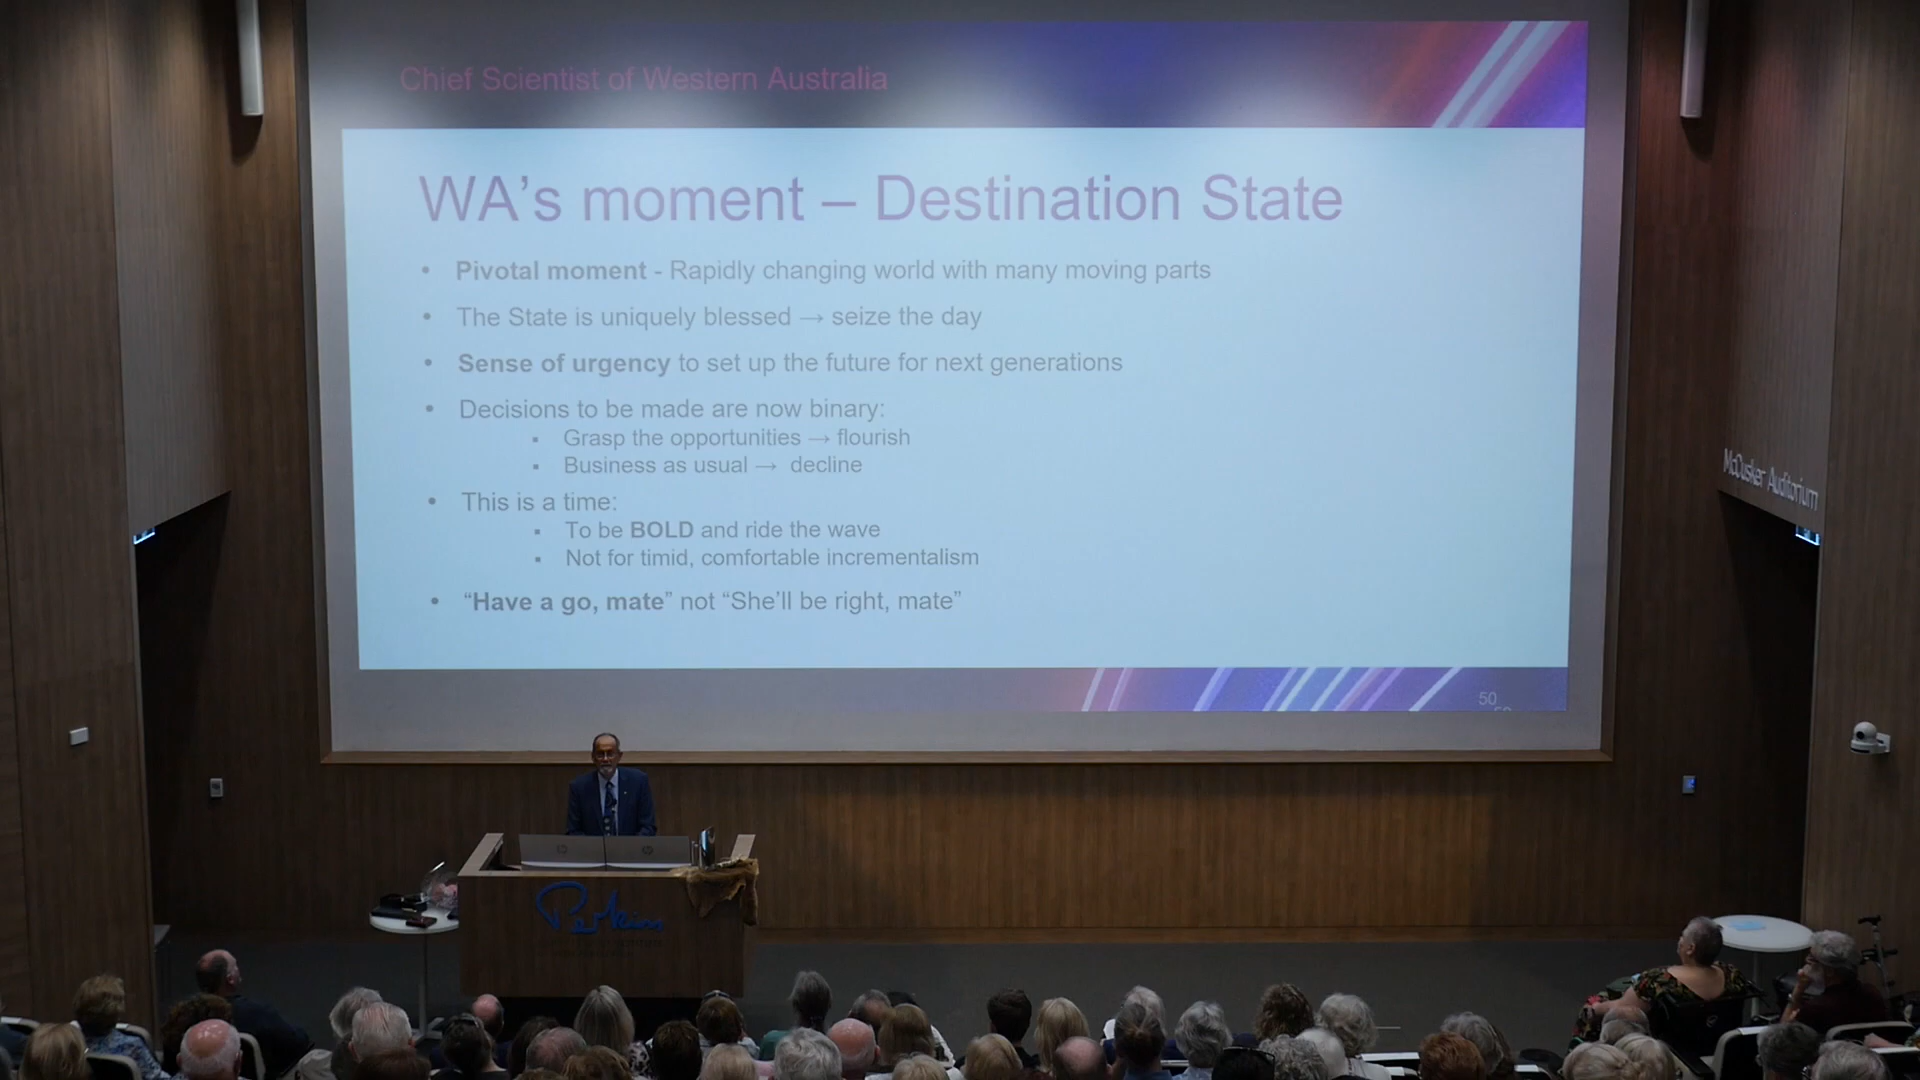 Chief Scientist of Western Australia
WA's moment – Destination State
• Pivotal moment - Rapidly changing world with many moving parts
• The State is uniquely blessed → seize the day
• Sense of urgency to set up the future for next generations
• Decisions to be made are now binary:
▪ Grasp the opportunities → flourish
▪ Business as usual → decline
• This is a time:
▪ To be BOLD and ride the wave
▪ Not for timid, comfortable incrementalism
• “Have a go, mate” not “She’ll be right, mate”
50
McCusker Auditorium
Perkins